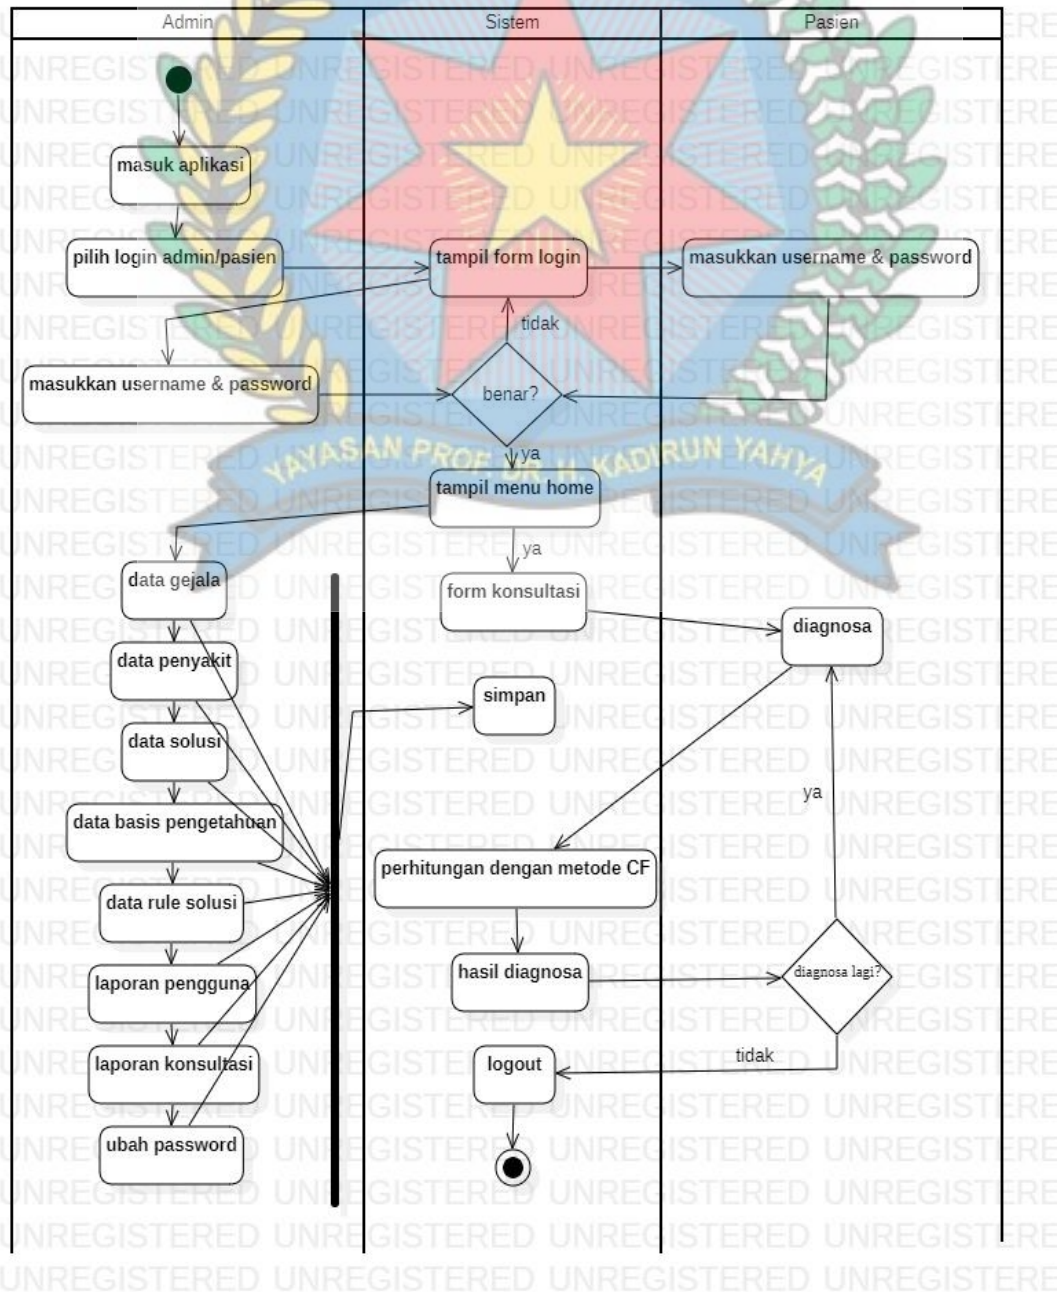 Admin
Sistem
Pasien
masuk aplikasi
pilih login admin/pasien
tampil form login
masukkan username & password
tidak
masukkan username & password
benar?
YAYASAN PROF. DR. H. KADIRUN YAHYA
ya
tampil menu home
ya
data gejala
form konsultasi
diagnosa
data penyakit
simpan
data solusi
ya
data basis pengetahuan
perhitungan dengan metode CF
data rule solusi
hasil diagnosa
diagnosa lagi?
laporan pengguna
tidak
laporan konsultasi
logout
ubah password
UNREGISTERED UNREGISTERED UNREGISTERED UNREGISTERE